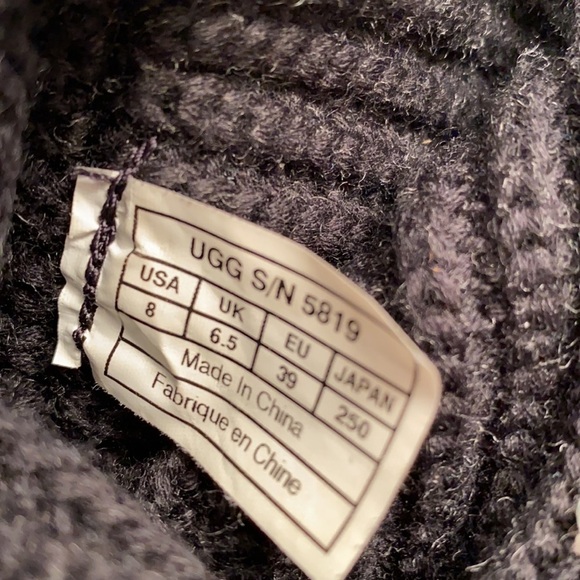 UGG S/N 5819
USA UK EU JAPAN
8 6.5 39 250
Made In China
Fabrique en Chine